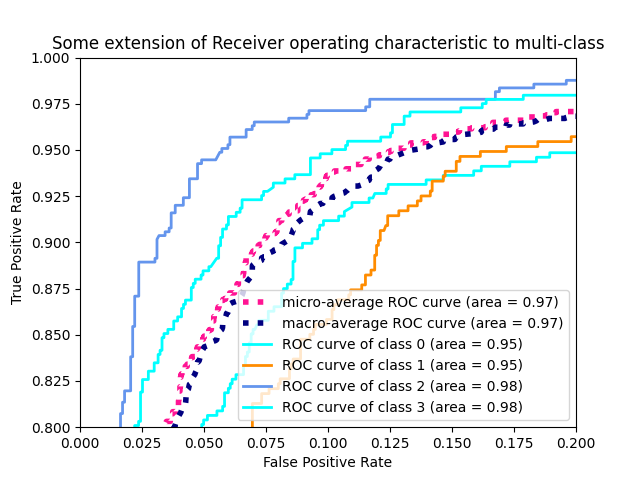 Some extension of Receiver operating characteristic to multi-class
1.000
0.975
0.950
0.925
0.900
0.875
0.850
0.825
0.800
True Positive Rate
micro-average ROC curve (area = 0.97)
macro-average ROC curve (area = 0.97)
ROC curve of class 0 (area = 0.95)
ROC curve of class 1 (area = 0.95)
ROC curve of class 2 (area = 0.98)
ROC curve of class 3 (area = 0.98)
0.000 0.025 0.050 0.075 0.100 0.125 0.150 0.175 0.200
False Positive Rate